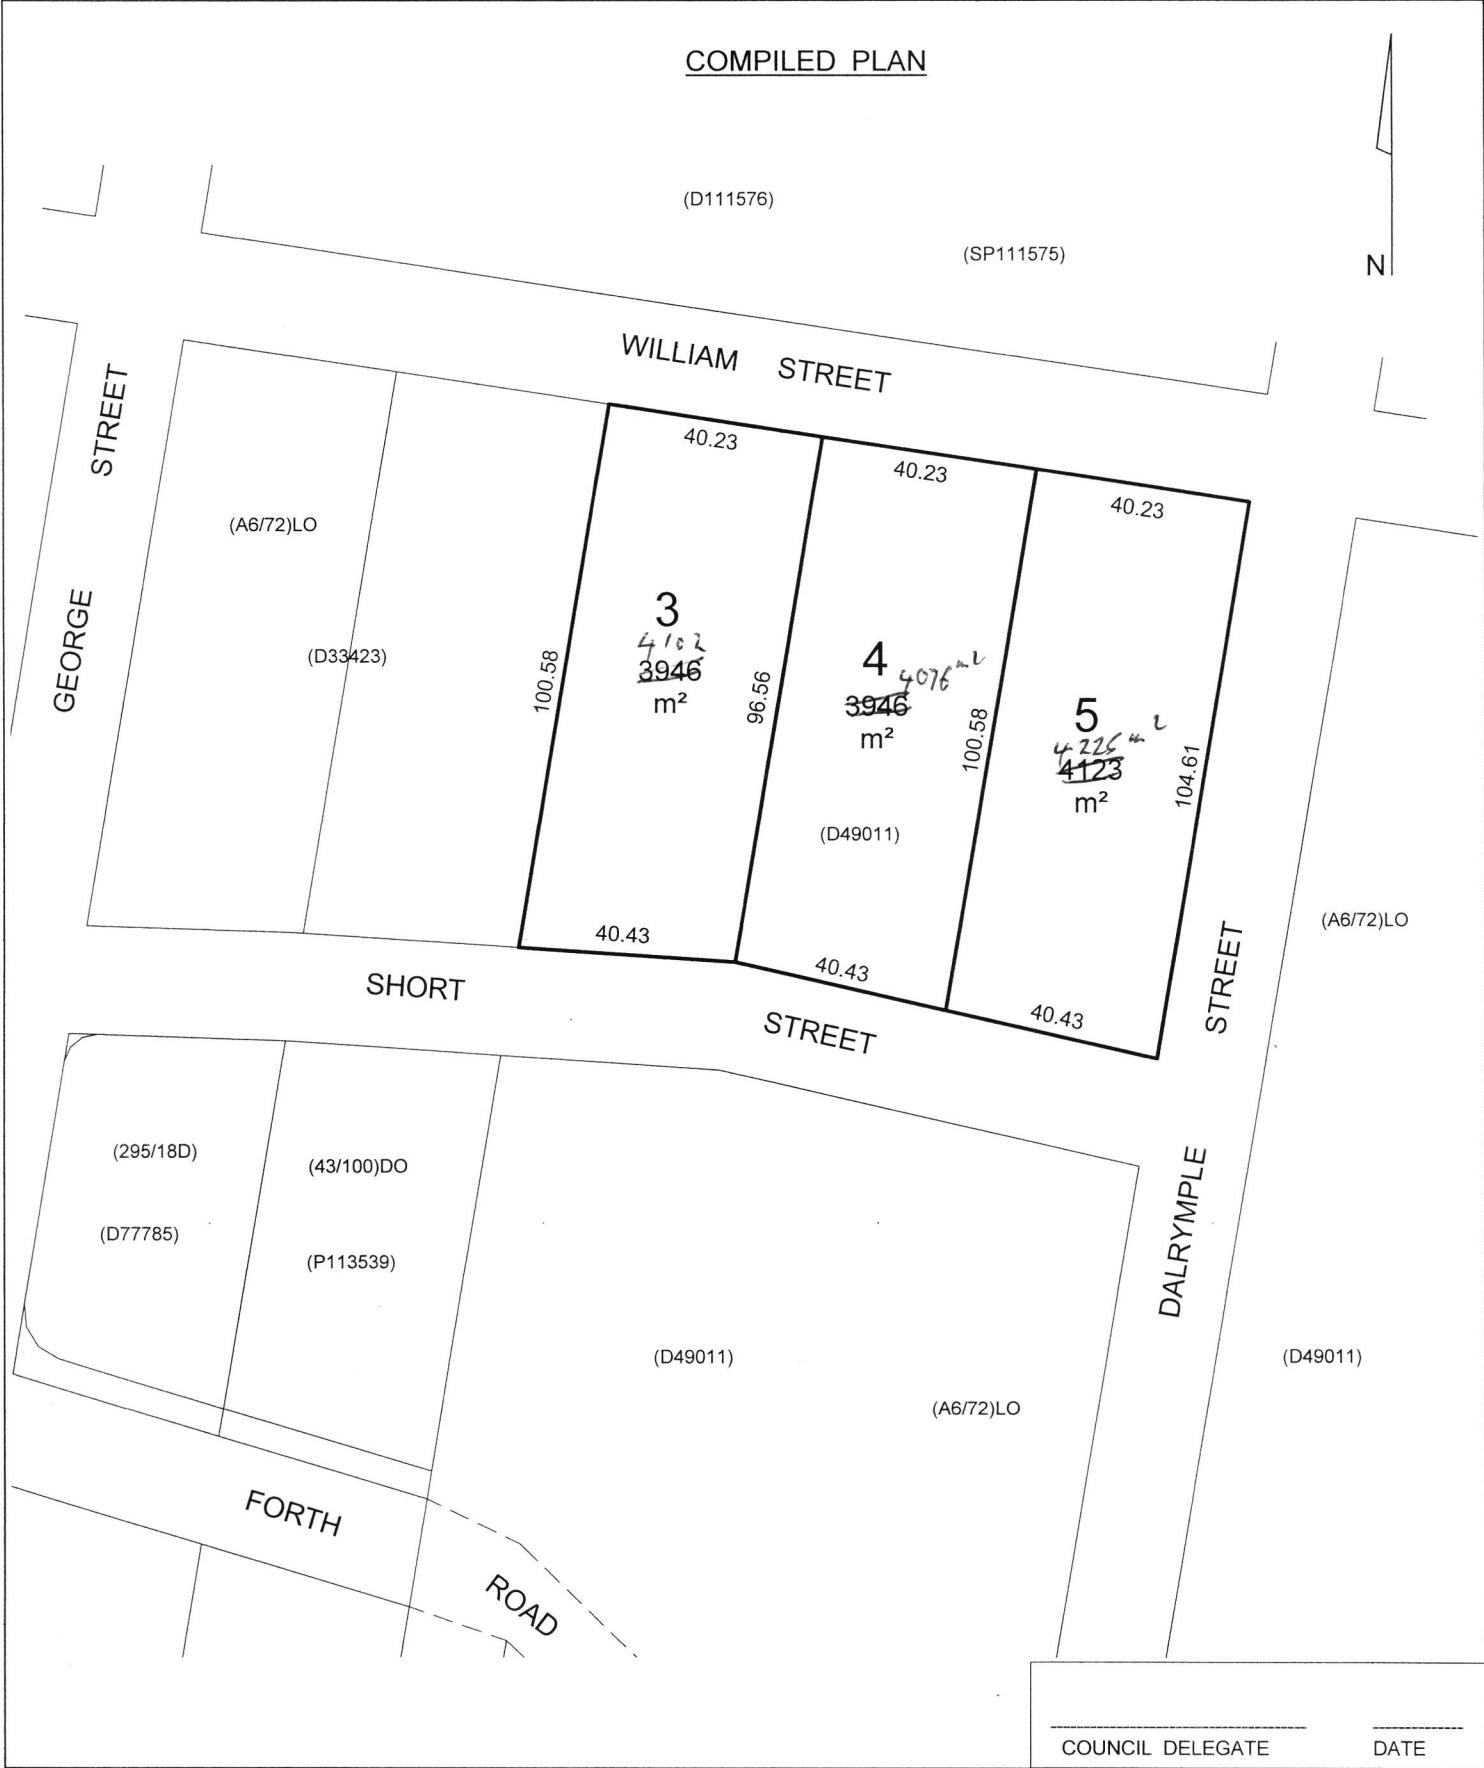 COMPILED PLAN
(D111576)
(SP111575)
N
WILLIAM STREET
GEORGE STREET
40.23
40.23
40.23
(A6/72)LO
(D33423)
100.58
3
4102
3946
m²
96.56
4
4076 m²
3946
m²
100.58
5
m²
4123
m²
104.61
(D49011)
(A6/72)LO
40.43
40.43
40.43
SHORT STREET
DALRYMPLE STREET
(295/18D)
(43/100)DO
(D77785)
(P113539)
(D49011)
(D49011)
(A6/72)LO
FORTH ROAD
COUNCIL DELEGATE
DATE